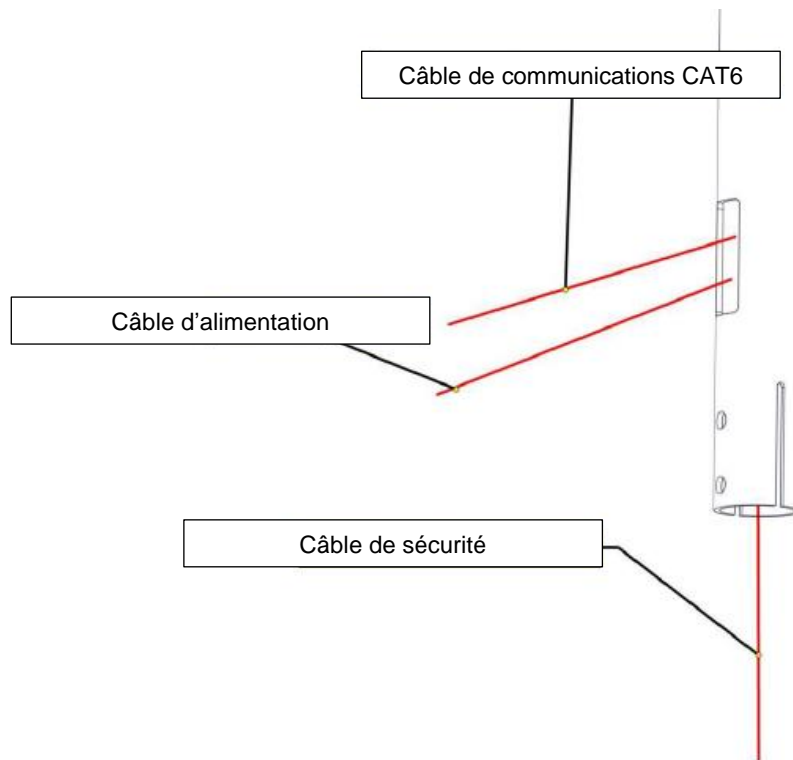 Câble de communications CAT6
Câble d’alimentation
Câble de sécurité